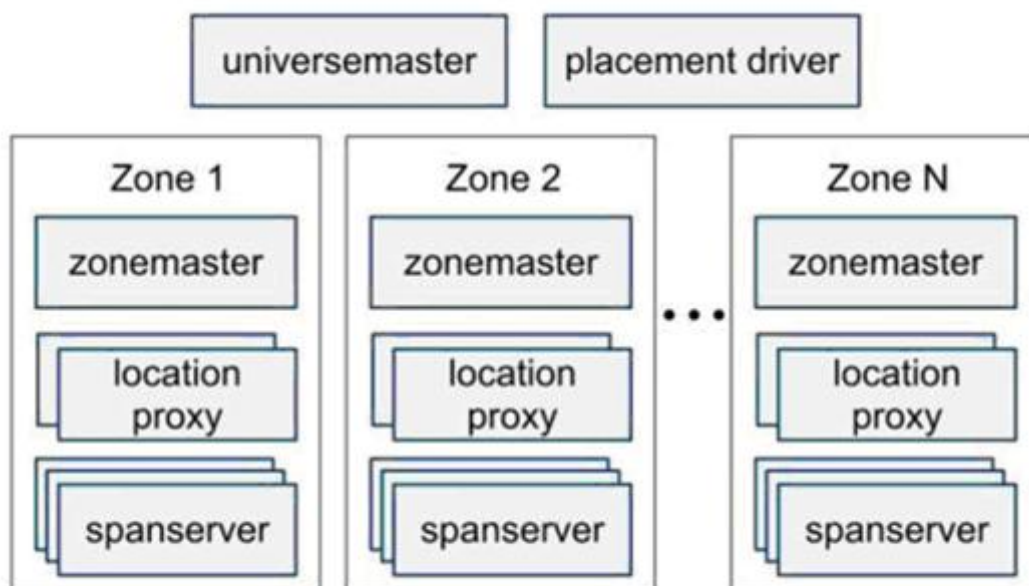 universemaster
placement driver
Zone 1
zonemaster
location
proxy
spanserver
Zone 2
zonemaster
location
proxy
spanserver
Zone N
zonemaster
location
proxy
spanserver